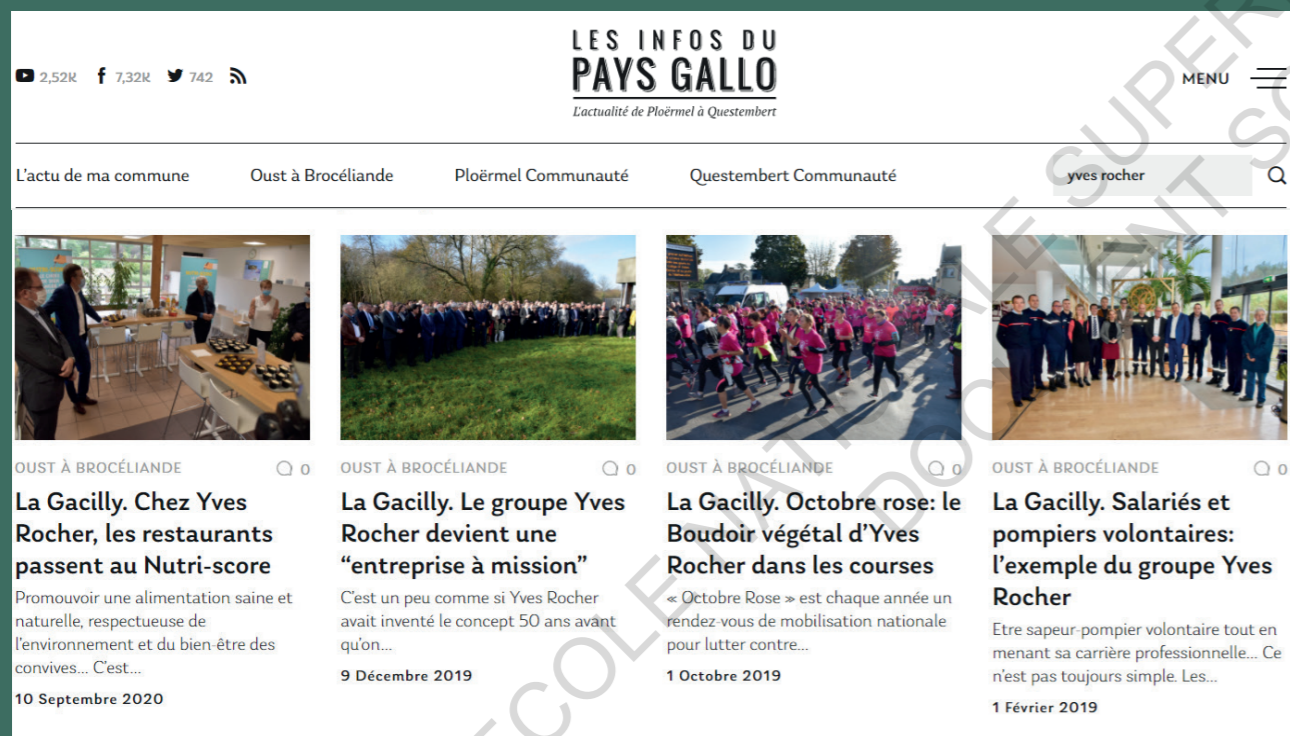 LES INFOS DU
PAYS GALLO
L'actualité de Ploërmel à Questembert
2,52K 7,32K 742
MENU
L'actu de ma commune Oust à Brocéliande Ploërmel Communauté Questembert Communauté yves rocher
OUST À BROCÉLIANDE 0
La Gacilly. Chez Yves
Rocher, les restaurants
passent au Nutri-score
Promouvoir une alimentation saine et
naturelle, respectueuse de
l'environnement et du bien-être des
convives... C'est...
10 Septembre 2020
OUST À BROCÉLIANDE 0
La Gacilly. Le groupe Yves
Rocher devient une
“entreprise à mission”
C'est un peu comme si Yves Rocher
avait inventé le concept 50 ans avant
qu'on...
9 Décembre 2019
OUST À BROCÉLIANDE 0
La Gacilly. Octobre rose: le
Boudoir végétal d'Yves
Rocher dans les courses
« Octobre Rose » est chaque année un
rendez-vous de mobilisation nationale
pour lutter contre...
1 Octobre 2019
OUST À BROCÉLIANDE 0
La Gacilly. Salariés et
pompiers volontaires:
l'exemple du groupe Yves
Rocher
Etre sapeur-pompier volontaire tout en
menant sa carrière professionnelle... Ce
n'est pas toujours simple. Les...
1 Février 2019